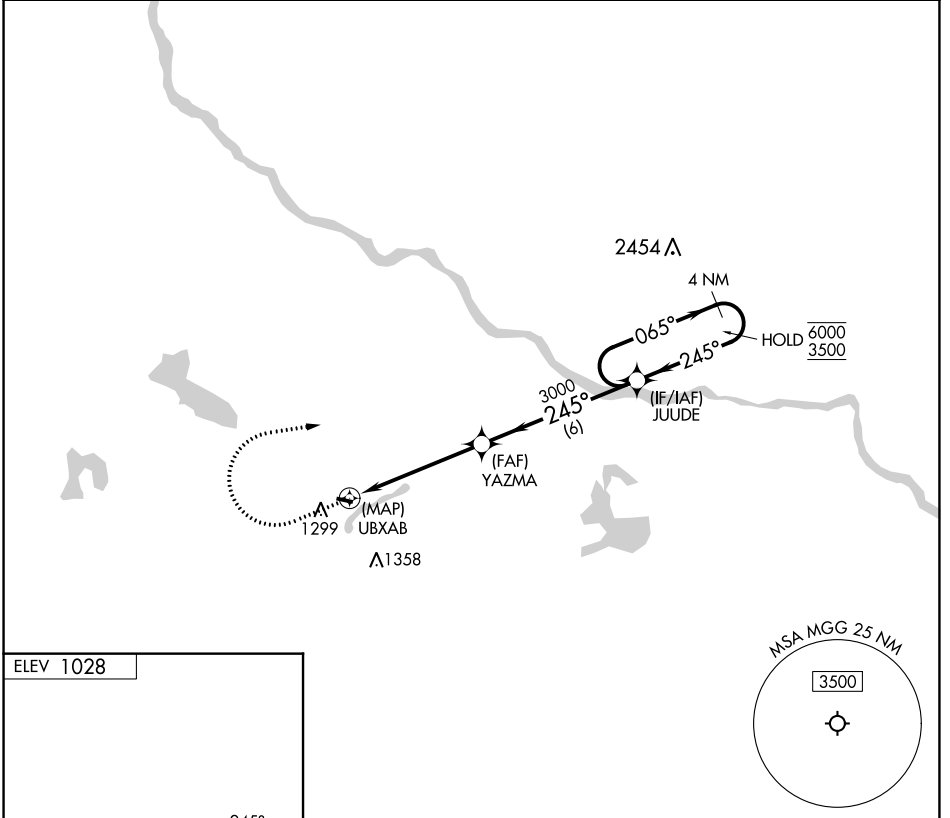 2454
4 NM
065°
HOLD 6000
3500
245°
3000
245°
(6)
(IF/IAF)
JUUDE
(FAF)
YAZMA
(MAP)
UBXAB
1299
1358
MSA MGG 25 NM
3500
ELEV 1028